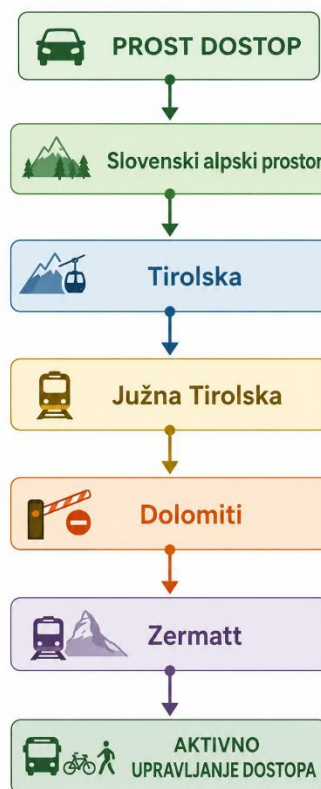 PROST DOSTOP
Slovenski alpski prostor
Tirolska
Južna Tirolska
Dolomiti
Zermatt
AKTIVNO
UPRAVLJANJE DOSTOPA